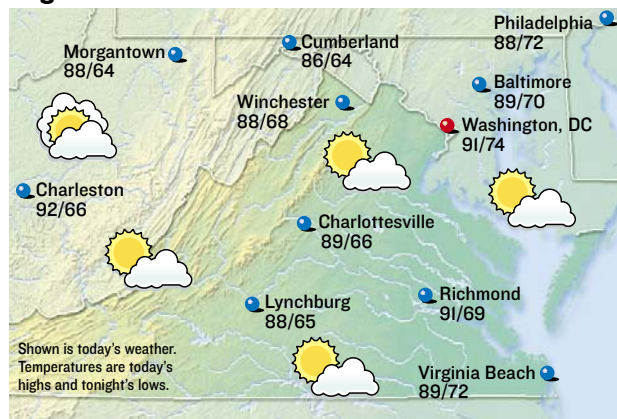 Philadelphia
88/72
Morgantown
88/64
Cumberland
86/64
Baltimore
89/70
Winchester
88/68
Washington, DC
91/74
Charleston
92/66
Charlottesville
89/66
Lynchburg
88/65
Richmond
91/69
Shown is today's weather.
Temperatures are today's
highs and tonight's lows.
Virginia Beach
89/72